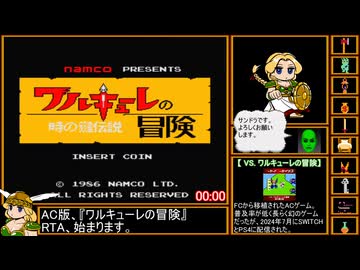 namco PRESENTS
ワルキューレの
冒険
時の鍵伝説
INSERT COIN
© 1986 NAMCO LTD.
ALL RIGHTS RESERVED
00:00
AC版、『ワルキューレの冒険』
RTA、始まります。
サンドラです。
よろしくお願
いします。
【 VS. ワルキューレの冒険】
FCから移植されたACゲーム。
普及率が低く長らく幻のゲーム
だったが、2024年7月にSWITCH
とPS4に配信された。